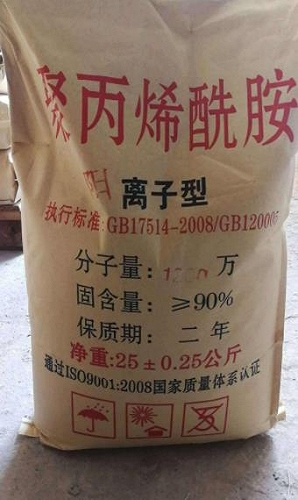 聚丙烯酰胺
阳 离子型
执行标准:GB17514-2008/GB12000
分子量: 1200 万
固含量: ≥90%
保质期: 二 年
净重:25±0.25公斤
通过ISO9001:2008国家质量体系认证